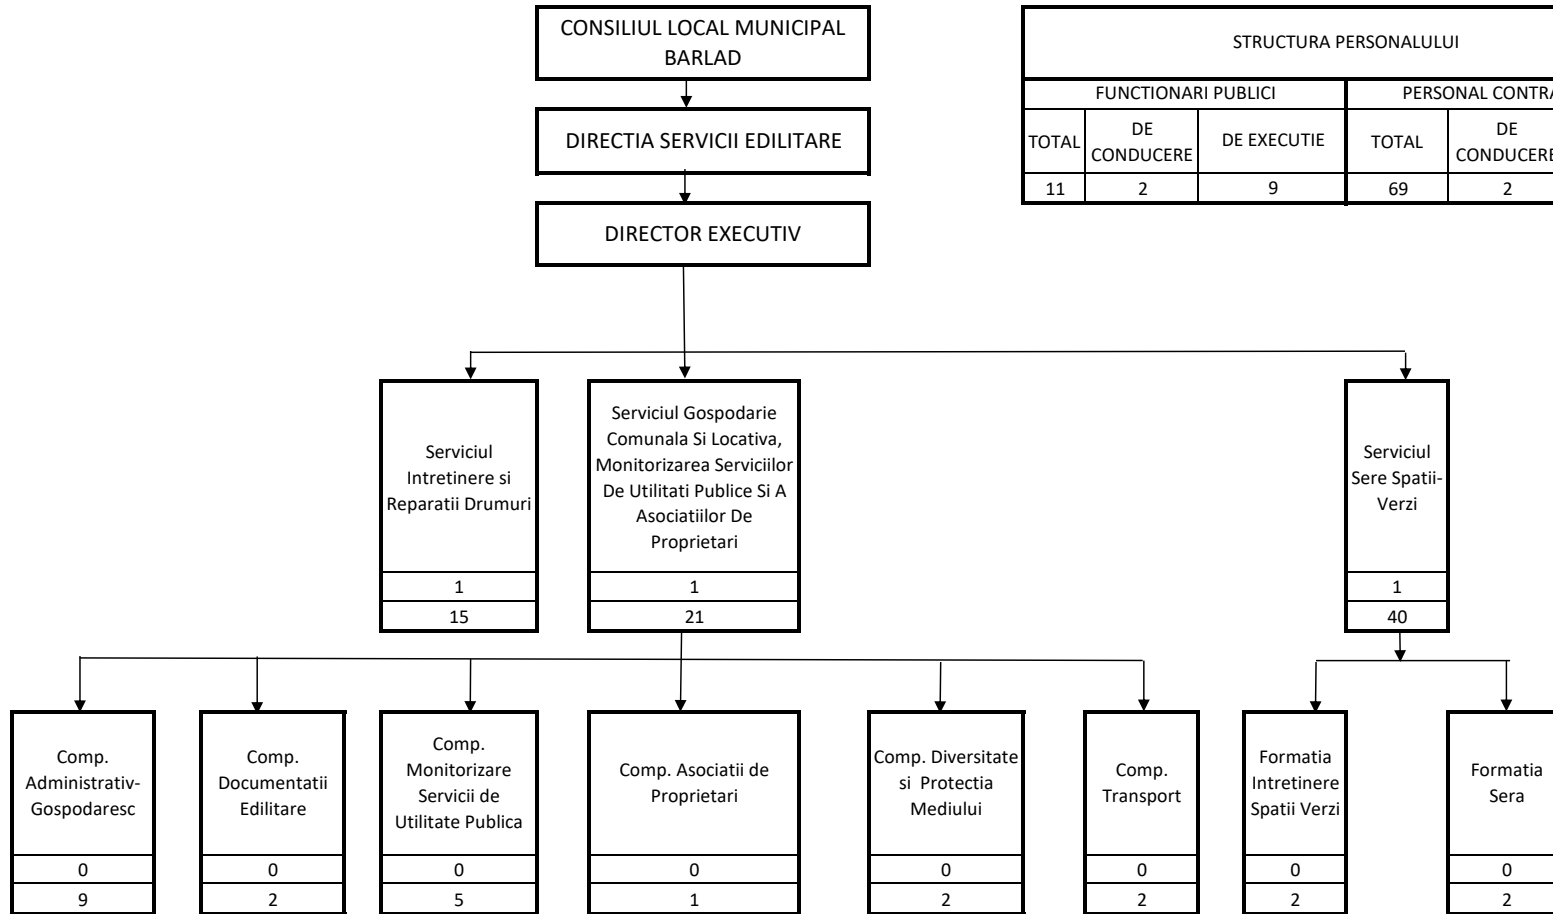 CONSILIUL LOCAL MUNICIPAL
BARLAD
DIRECTIA SERVICII EDILITARE
DIRECTOR EXECUTIV
STRUCTURA PERSONALULUI
FUNCTIONARI PUBLICI
PERSONAL CONTRA
TOTAL
DE
CONDUCERE
DE EXECUTIE
TOTAL
DE
CONDUCERE
11
2
9
69
2
Serviciul
Intretinere si
Reparatii Drumuri
1
15
Serviciul Gospodarie
Comunala Si Locativa,
Monitorizarea Serviciilor
De Utilitati Publice Si A
Asociatiilor De
Proprietari
1
21
Serviciul
Sere Spatii-
Verzi
1
40
Comp.
Administrativ-
Gospodaresc
0
9
Comp.
Documentatii
Edilitare
0
2
Comp.
Monitorizare
Servicii de
Utilitate Publica
0
5
Comp. Asociatii de
Proprietari
0
1
Comp. Diversitate
si Protectia
Mediului
0
2
Comp.
Transport
0
2
Formatia
Intretinere
Spatii Verzi
0
2
Formatia
Sera
0
2